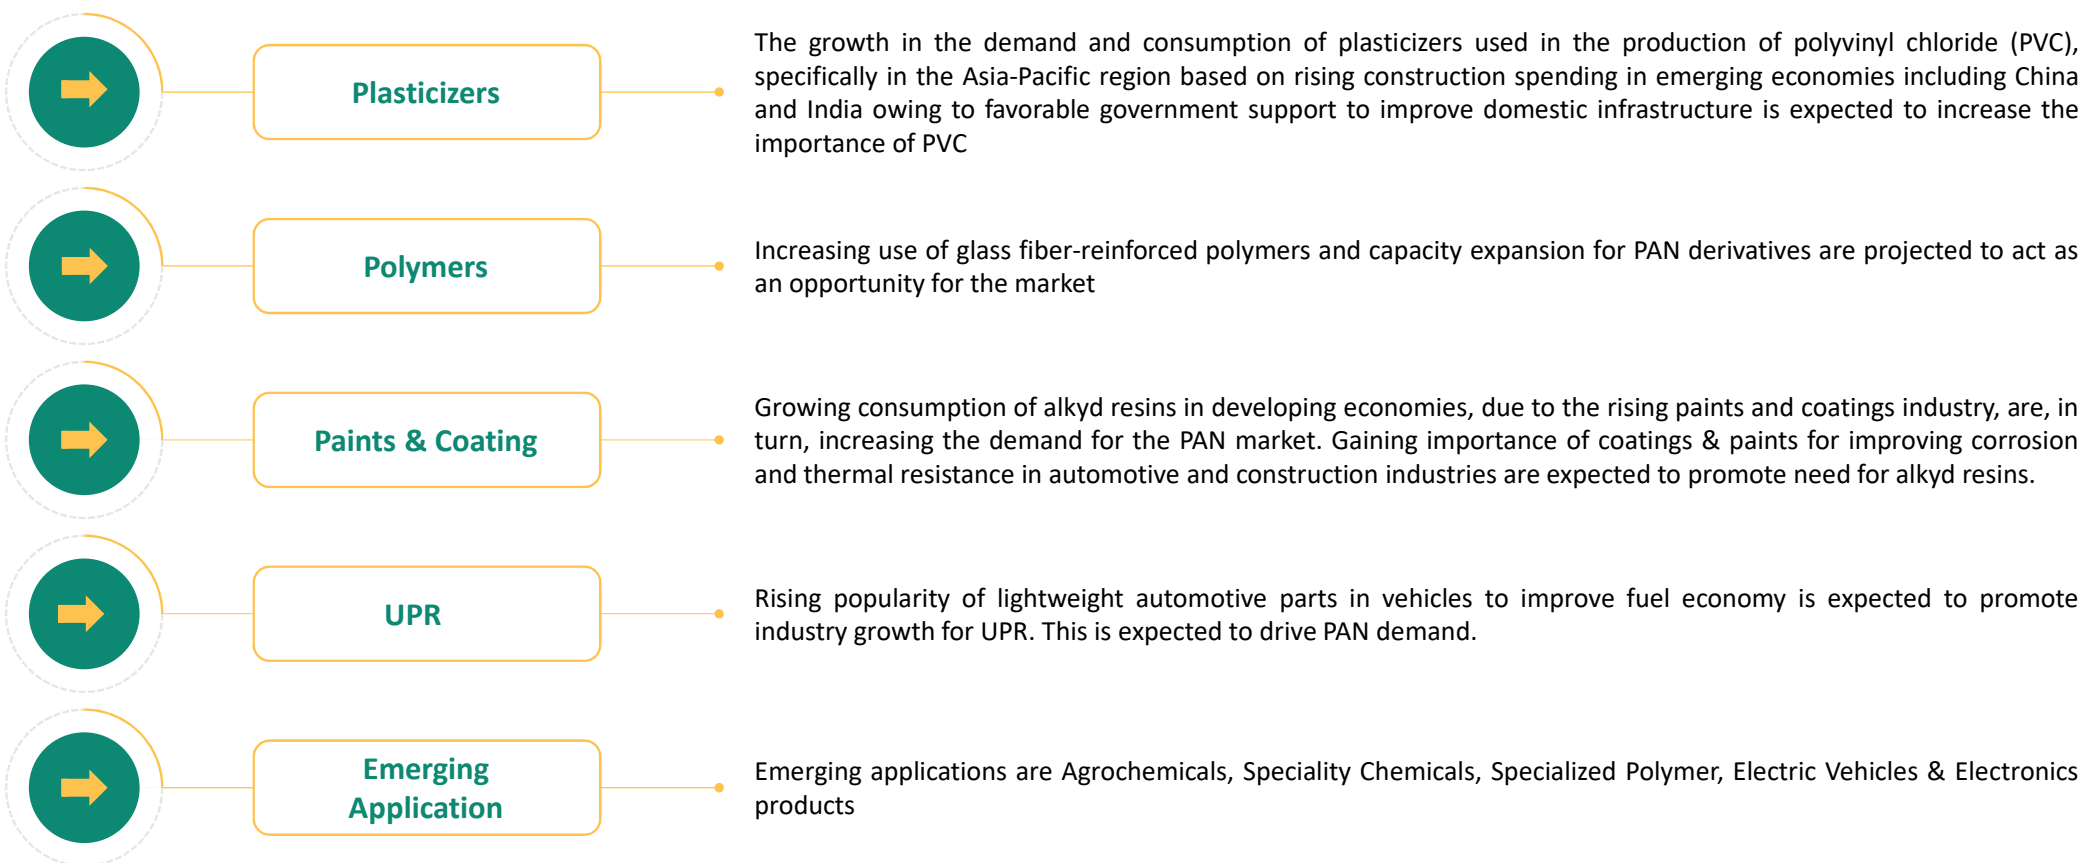 Plasticizers
The growth in the demand and consumption of plasticizers used in the production of polyvinyl chloride (PVC),
specifically in the Asia-Pacific region based on rising construction spending in emerging economies including China
and India owing to favorable government support to improve domestic infrastructure is expected to increase the
importance of PVC
Polymers
Increasing use of glass fiber-reinforced polymers and capacity expansion for PAN derivatives are projected to act as
an opportunity for the market
Paints & Coating
Growing consumption of alkyd resins in developing economies, due to the rising paints and coatings industry, are, in
turn, increasing the demand for the PAN market. Gaining importance of coatings & paints for improving corrosion
and thermal resistance in automotive and construction industries are expected to promote need for alkyd resins.
UPR
Rising popularity of lightweight automotive parts in vehicles to improve fuel economy is expected to promote
industry growth for UPR. This is expected to drive PAN demand.
Emerging
Application
Emerging applications are Agrochemicals, Speciality Chemicals, Specialized Polymer, Electric Vehicles & Electronics
products